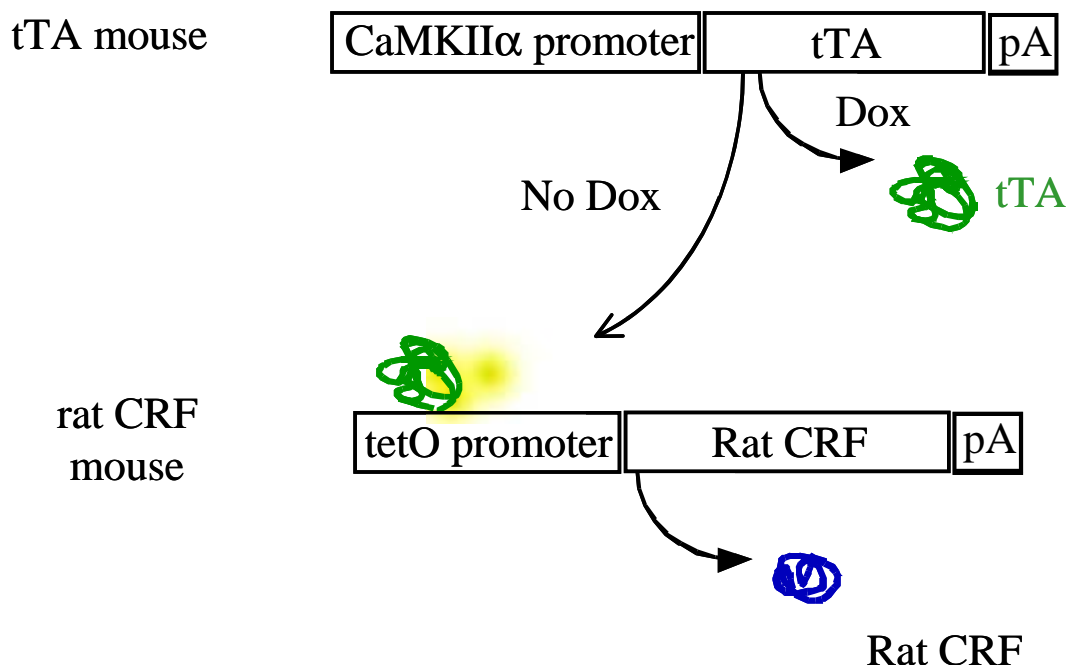 tTA mouse
CaMKIIα promoter
tTA
pA
Dox
No Dox
tTA
rat CRF
mouse
tetO promoter
Rat CRF
pA
Rat CRF